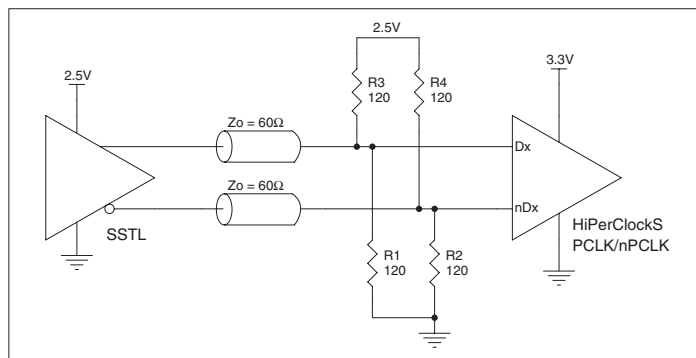 2.5V
3.3V
2.5V
R3
120
R4
120
Zo = 60Ω
Dx
Zo = 60Ω
nDx
SSTL
HiPerClockS
PCLK/nPCLK
R1
120
R2
120